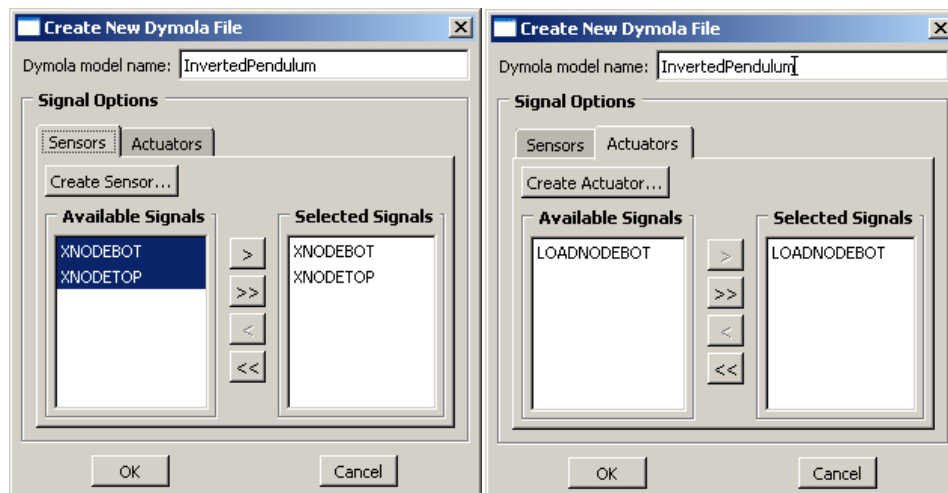 Create New Dymola File
Dymola model name: InvertedPendulum
Signal Options
Sensors Actuators
Create Sensor...
Available Signals Selected Signals
XNODEBOT > XNODEBOT
XNODETOP XNODETOP
>>
<
<<
OK Cancel
Create New Dymola File
Dymola model name: InvertedPendulum
Signal Options
Sensors Actuators
Create Actuator...
Available Signals Selected Signals
LOADNODEBOT > LOADNODEBOT
>>
<
<<
OK Cancel